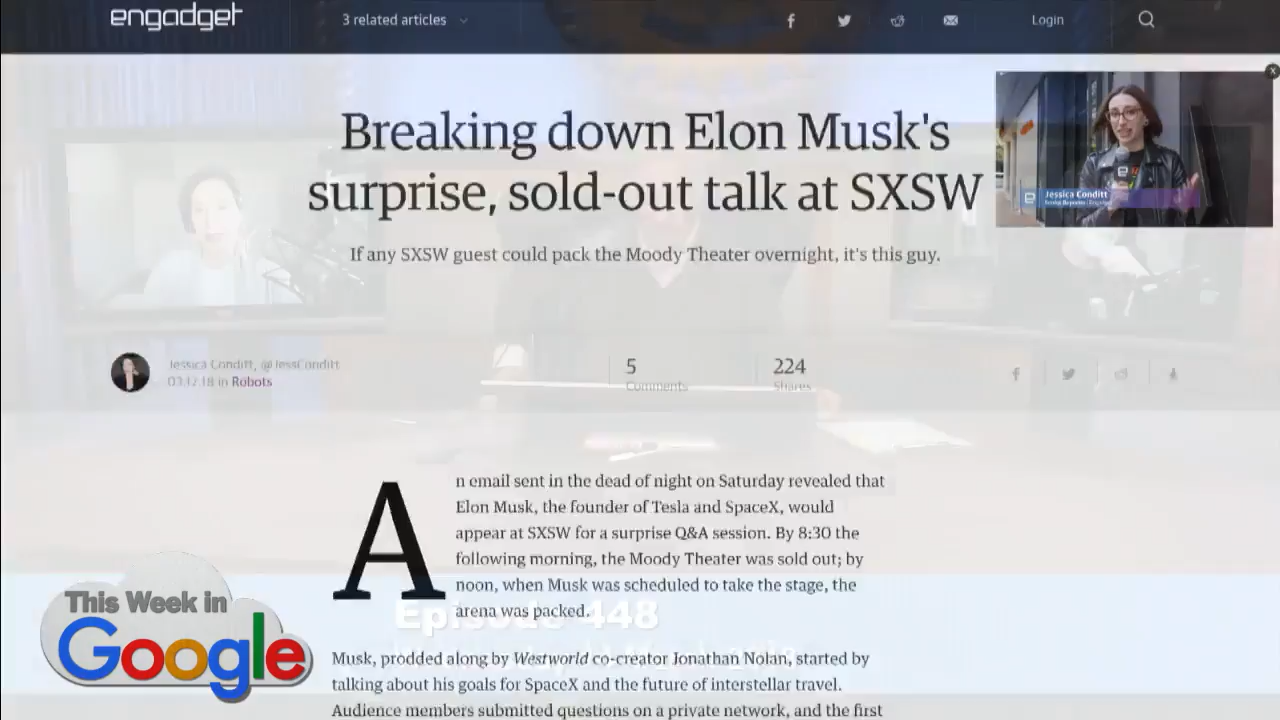 engadget
3 related articles
Login
x
Breaking down Elon Musk's
surprise, sold-out talk at SXSW
Jessica Conditt
If any SXSW guest could pack the Moody Theater overnight, it's this guy.
Jessica Conditt, @JessConditt
03.12.18 in Robots
5
Comments
224
Shares
An email sent in the dead of night on Saturday revealed that
Elon Musk, the founder of Tesla and SpaceX, would
appear at SXSW for a surprise Q&A session. By 8:30 the
following morning, the Moody Theater was sold out; by
noon, when Musk was scheduled to take the stage, the
arena was packed.
Episode 448
This Week in
Google
Musk, prodded along by Westworld co-creator Jonathan Nolan, started by
talking about his goals for SpaceX and the future of interstellar travel.
Audience members submitted questions on a private network, and the first